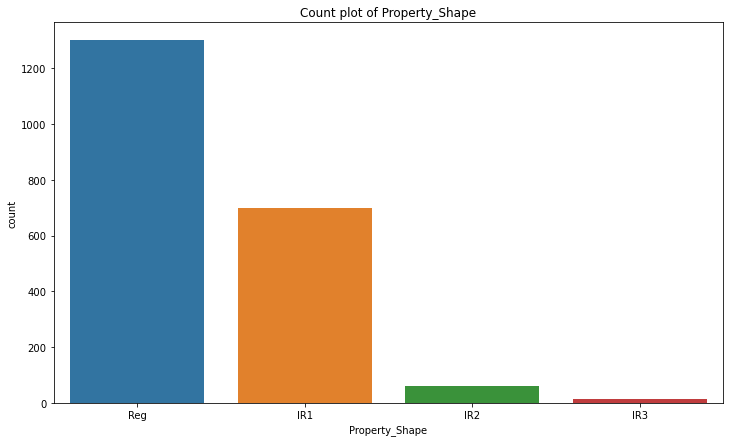 Count plot of Property_Shape
1200
1000
800
600
400
200
0
count
Reg IR1 IR2 IR3
Property_Shape